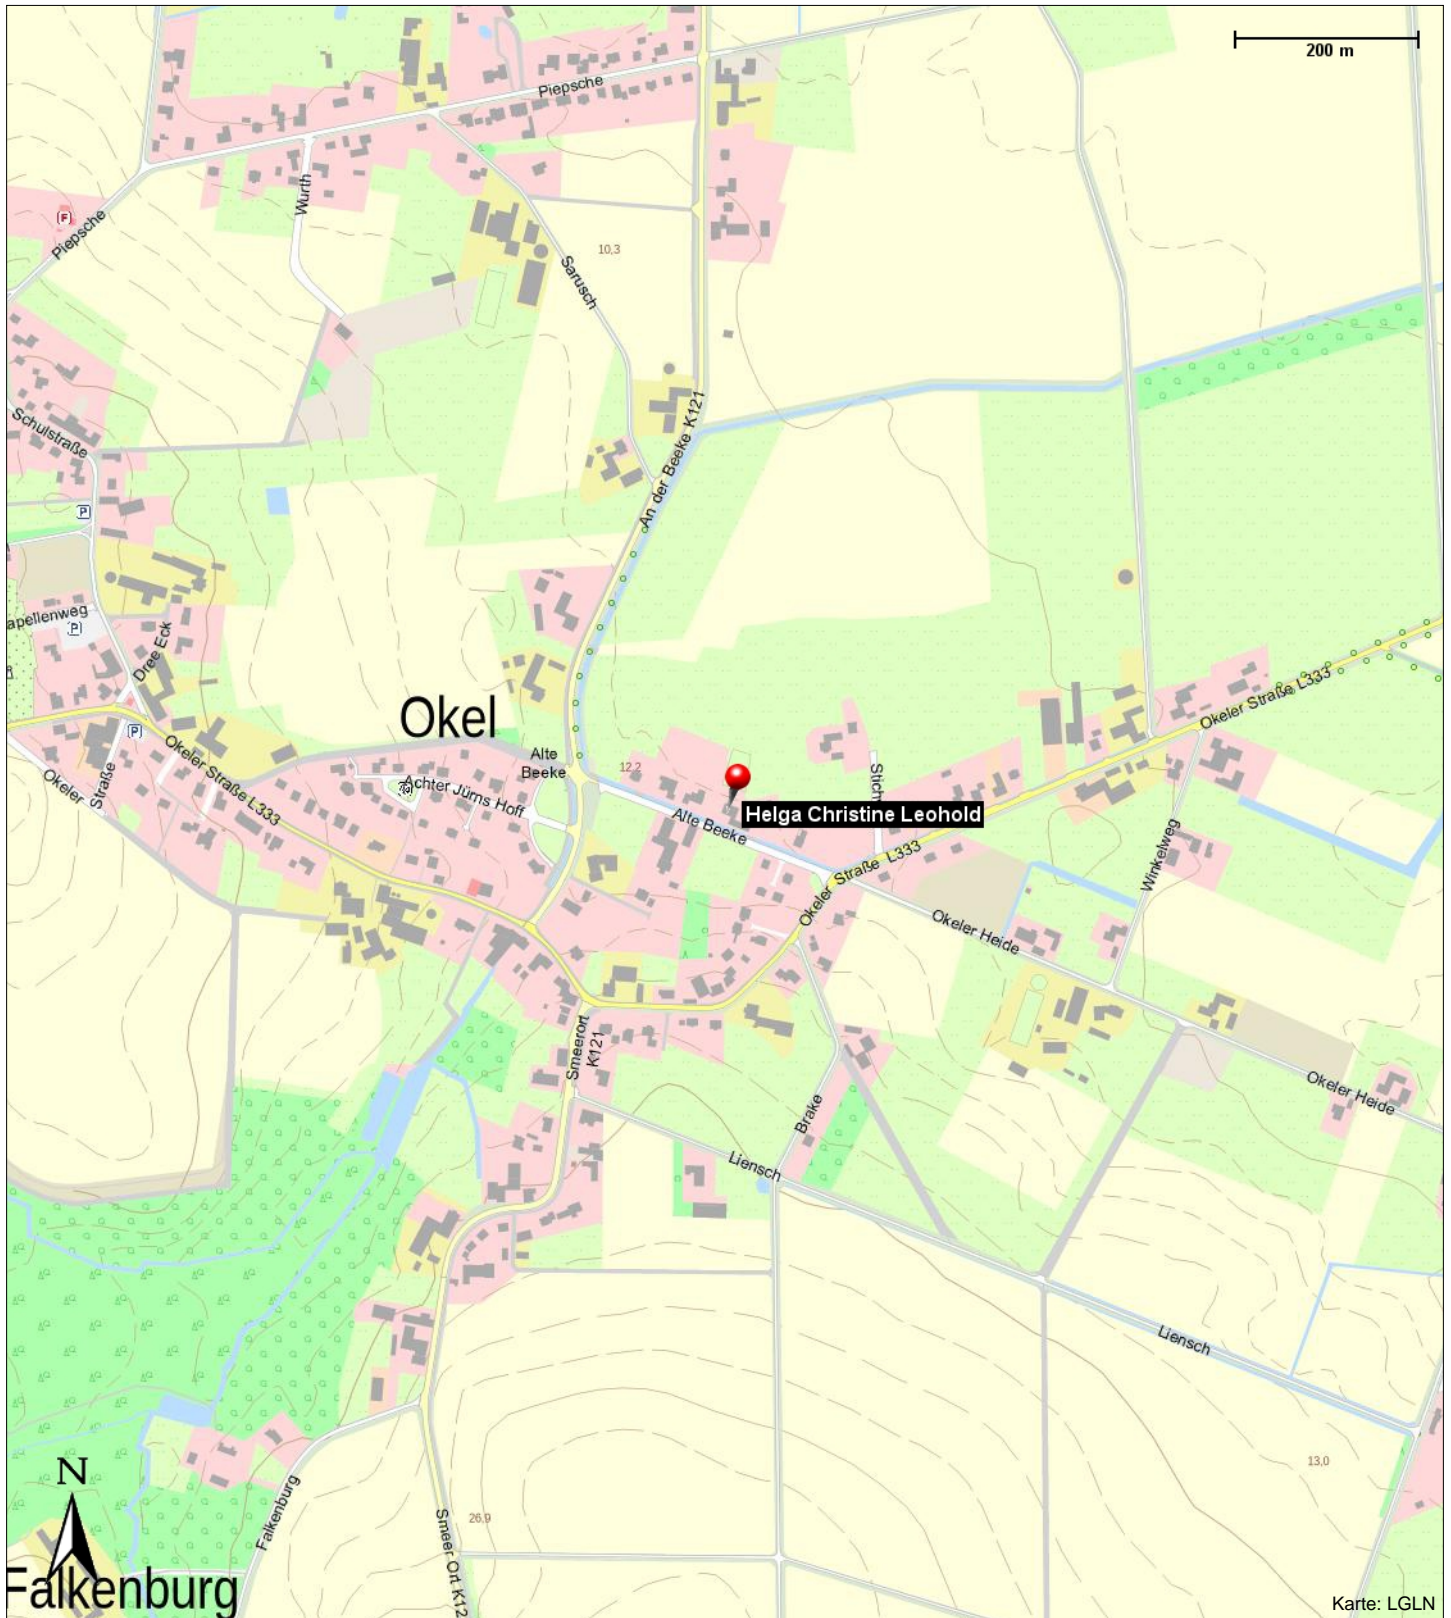 200 m
Piepsche
Wurth
Piepsche
F
10,3
Sarusch
Schulstraße
An der Beeke K121
P
apellenweg
P
Dree Eck
Okel
Okeler Straße L333
P
Okeler Straße L333
Alte
Beeke
12,2
Achter Jürns Hoff
Okeler
Straße
Stich
Helga Christine Leohold
Alte Beeke
Okeler Straße L333
Winkelweg
Okeler Heide
Smeerort
K121
Okeler Heide
Brake
Liensch
Liensch
13,0
N
Falkenburg
26,9
Smeer Ort K12
Falkenburg
Karte: LGLN